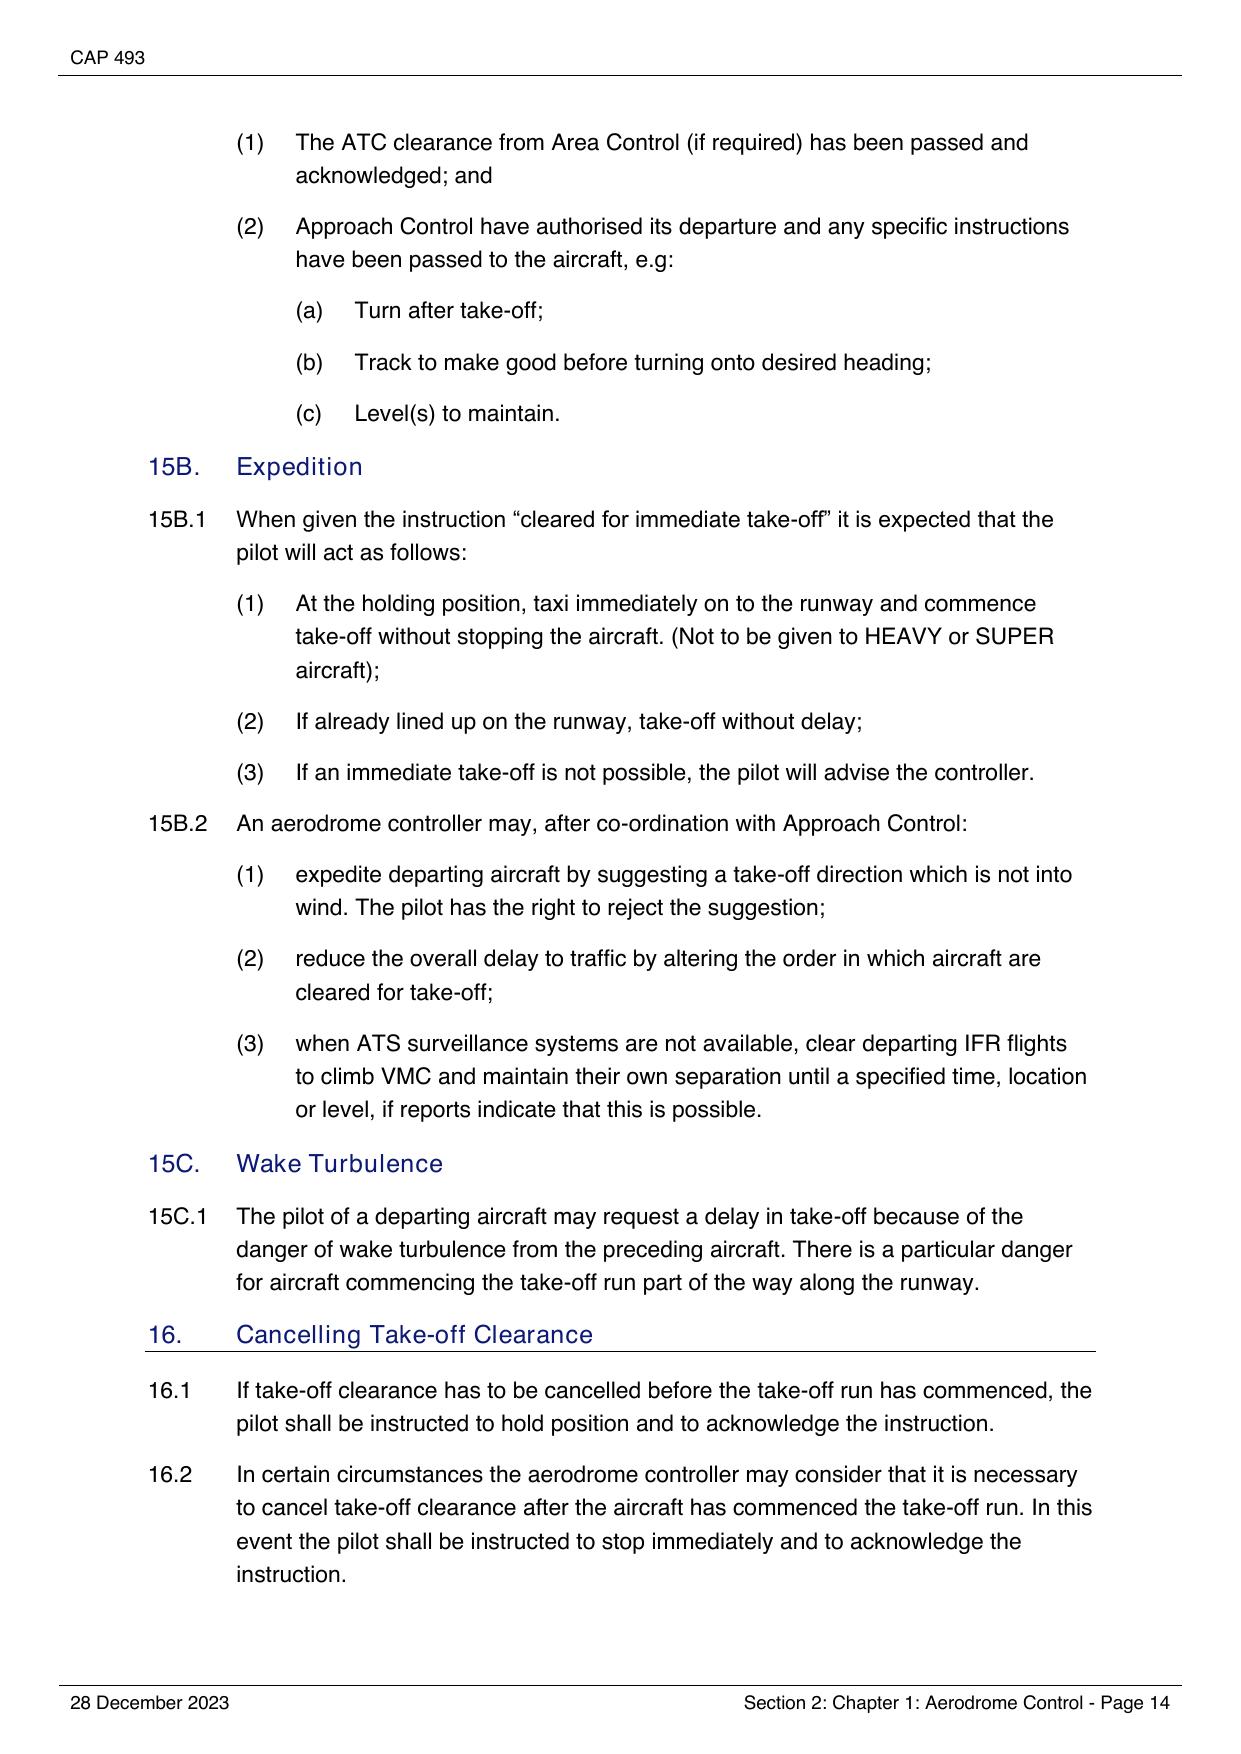 CAP 493
(1) The ATC clearance from Area Control (if required) has been passed and
acknowledged; and
(2) Approach Control have authorised its departure and any specific instructions
have been passed to the aircraft, e.g:
(a) Turn after take-off;
(b) Track to make good before turning onto desired heading;
(c) Level(s) to maintain.
15B. Expedition
15B.1 When given the instruction “cleared for immediate take-off” it is expected that the
pilot will act as follows:
(1) At the holding position, taxi immediately on to the runway and commence
take-off without stopping the aircraft. (Not to be given to HEAVY or SUPER
aircraft);
(2) If already lined up on the runway, take-off without delay;
(3) If an immediate take-off is not possible, the pilot will advise the controller.
15B.2 An aerodrome controller may, after co-ordination with Approach Control:
(1) expedite departing aircraft by suggesting a take-off direction which is not into
wind. The pilot has the right to reject the suggestion;
(2) reduce the overall delay to traffic by altering the order in which aircraft are
cleared for take-off;
(3) when ATS surveillance systems are not available, clear departing IFR flights
to climb VMC and maintain their own separation until a specified time, location
or level, if reports indicate that this is possible.
15C. Wake Turbulence
15C.1 The pilot of a departing aircraft may request a delay in take-off because of the
danger of wake turbulence from the preceding aircraft. There is a particular danger
for aircraft commencing the take-off run part of the way along the runway.
16. Cancelling Take-off Clearance
16.1 If take-off clearance has to be cancelled before the take-off run has commenced, the
pilot shall be instructed to hold position and to acknowledge the instruction.
16.2 In certain circumstances the aerodrome controller may consider that it is necessary
to cancel take-off clearance after the aircraft has commenced the take-off run. In this
event the pilot shall be instructed to stop immediately and to acknowledge the
instruction.
28 December 2023 Section 2: Chapter 1: Aerodrome Control - Page 14